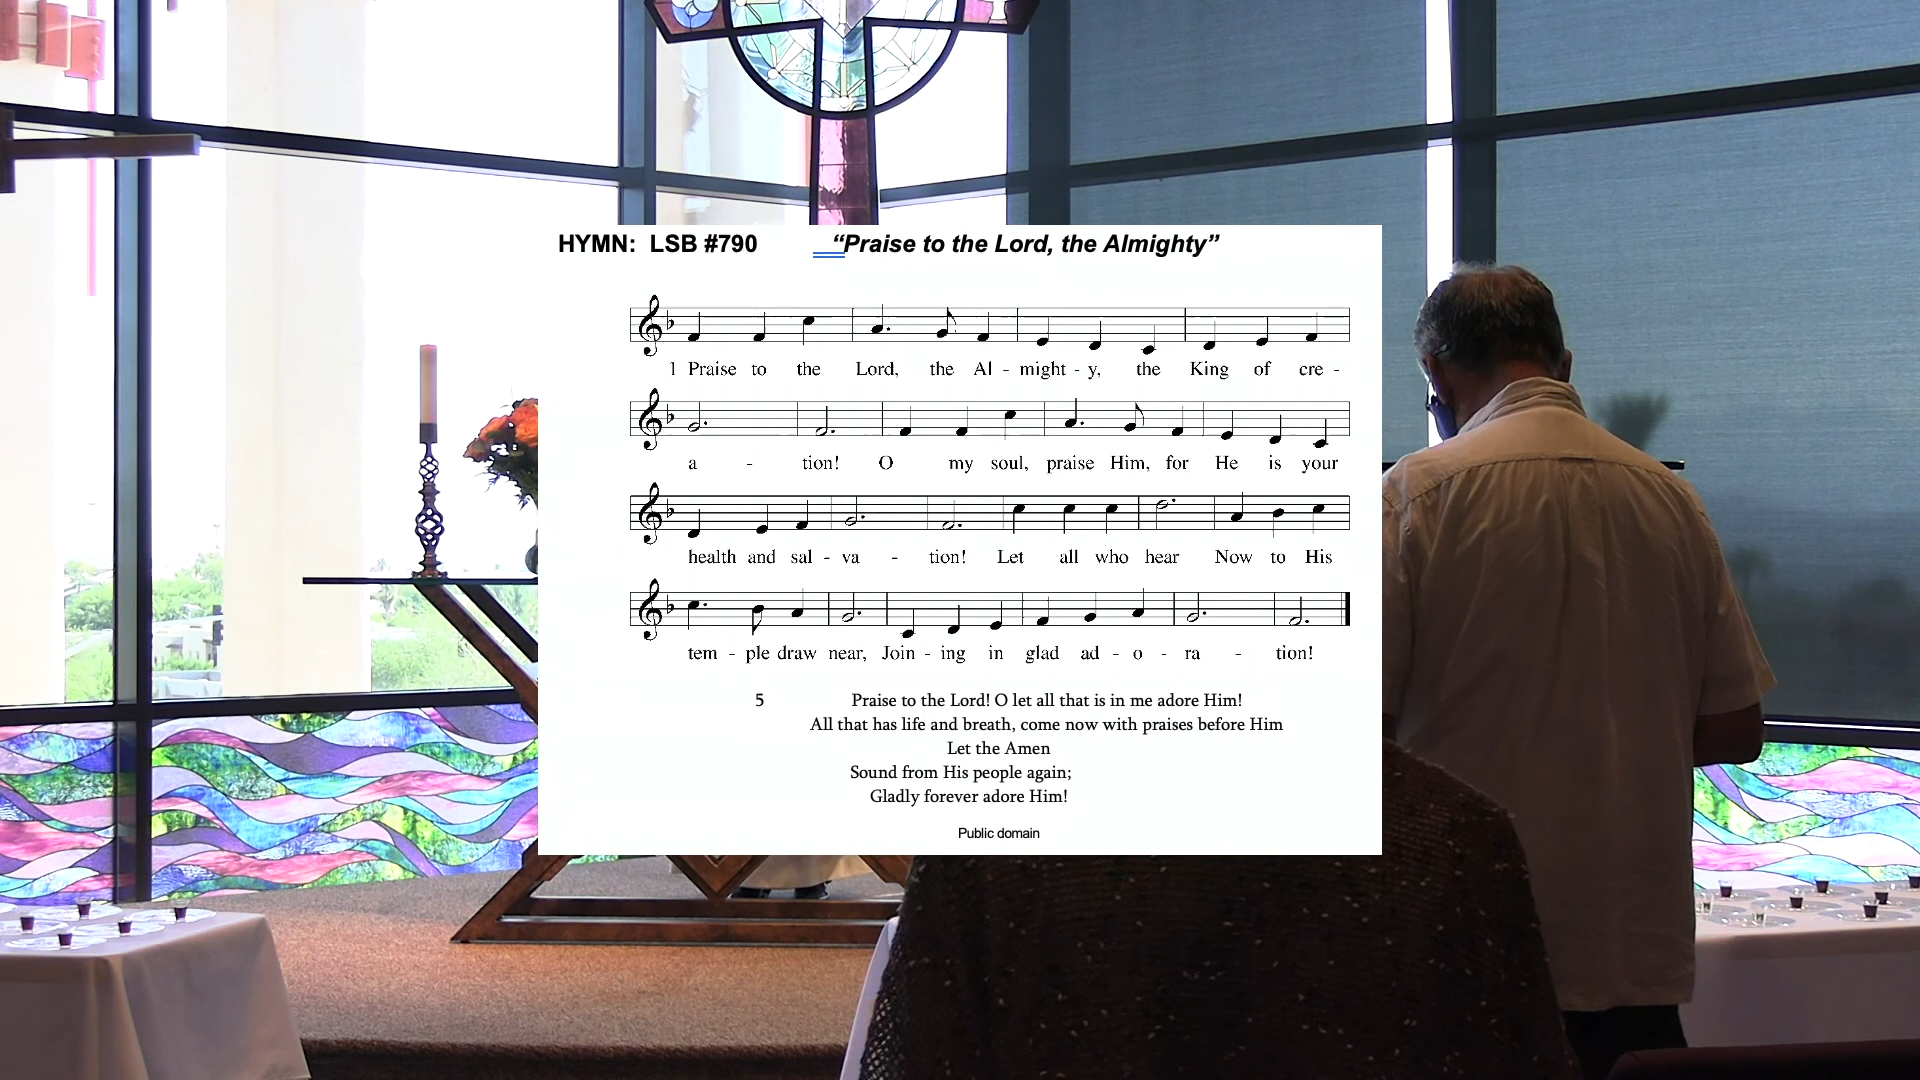 HYMN: LSB #790 “Praise to the Lord, the Almighty”
1 Praise to the Lord, the Al - might - y, the King of cre -
a - tion! O my soul, praise Him, for He is your
health and sal - va - tion! Let all who hear Now to His
tem - ple draw near, Join - ing in glad ad - o - ra - tion!
5 Praise to the Lord! O let all that is in me adore Him!
All that has life and breath, come now with praises before Him
Let the Amen
Sound from His people again;
Gladly forever adore Him!
Public domain